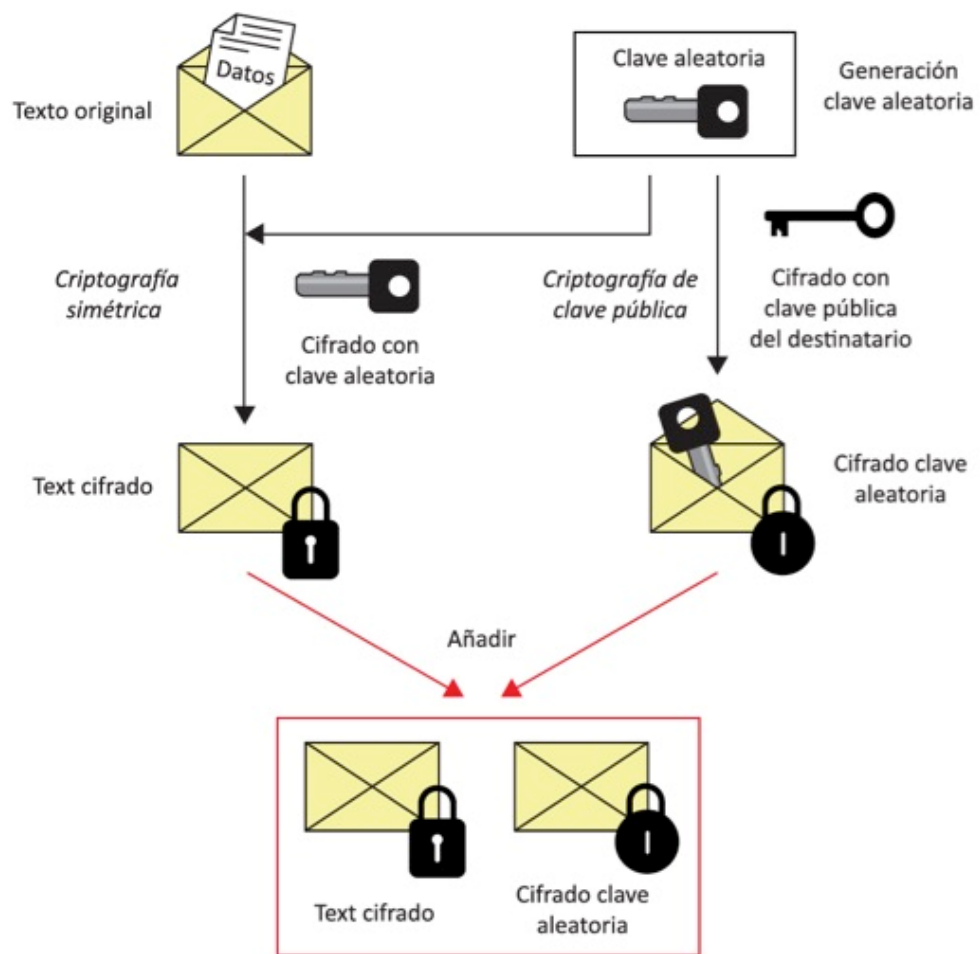 Datos
Texto original
Clave aleatoria
Generación
clave aleatoria
Criptografía
simétrica
Cifrado con
clave aleatoria
Criptografía de
clave pública
Cifrado con
clave pública
del destinatario
Text cifrado
Cifrado clave
aleatoria
Añadir
Text cifrado
Cifrado clave
aleatoria